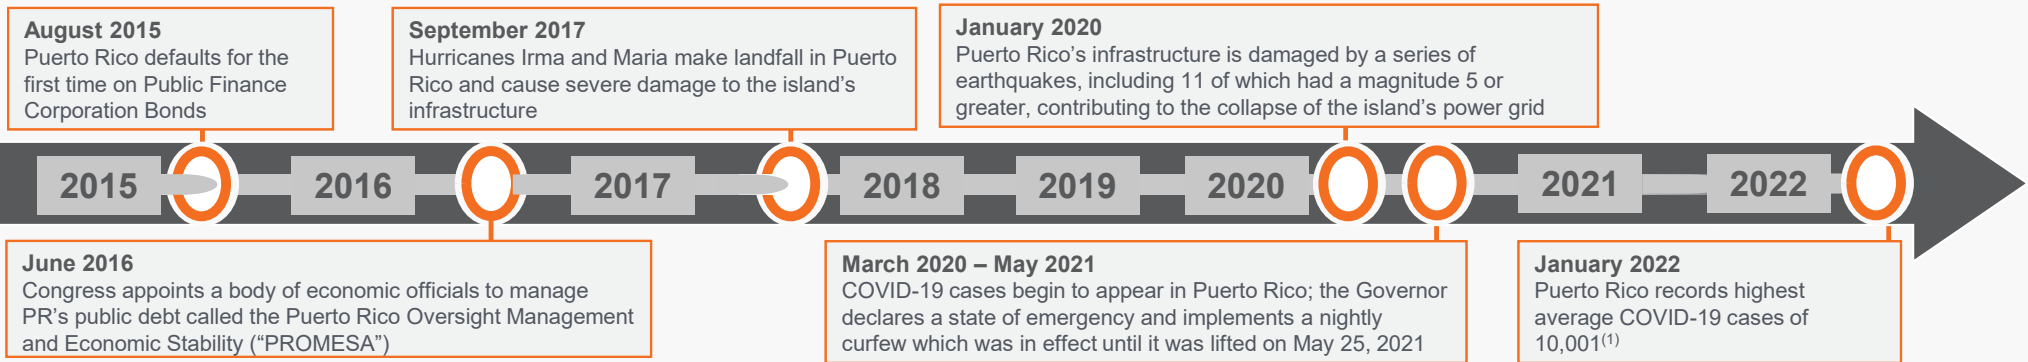 August 2015
Puerto Rico defaults for the
first time on Public Finance
Corporation Bonds
September 2017
Hurricanes Irma and Maria make landfall in Puerto
Rico and cause severe damage to the island’s
infrastructure
January 2020
Puerto Rico’s infrastructure is damaged by a series of
earthquakes, including 11 of which had a magnitude 5 or
greater, contributing to the collapse of the island’s power grid
2015
2016
2017
2018
2019
2020
2021
2022
June 2016
Congress appoints a body of economic officials to manage
PR’s public debt called the Puerto Rico Oversight Management
and Economic Stability (“PROMESA”)
March 2020 – May 2021
COVID-19 cases begin to appear in Puerto Rico; the Governor
declares a state of emergency and implements a nightly
curfew which was in effect until it was lifted on May 25, 2021
January 2022
Puerto Rico records highest
average COVID-19 cases of
10,001(1)